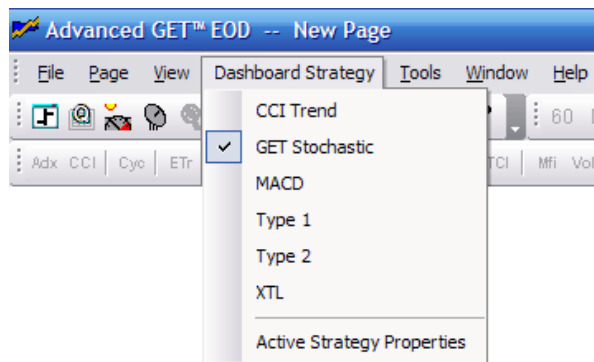 Advanced GET™ EOD -- New Page
File Page View Dashboard Strategy Tools Window Help
CCI Trend
60
GET Stochastic
Adx CCI Cyc ETr TCI Mfi Vol
MACD
Type 1
Type 2
XTL
Active Strategy Properties